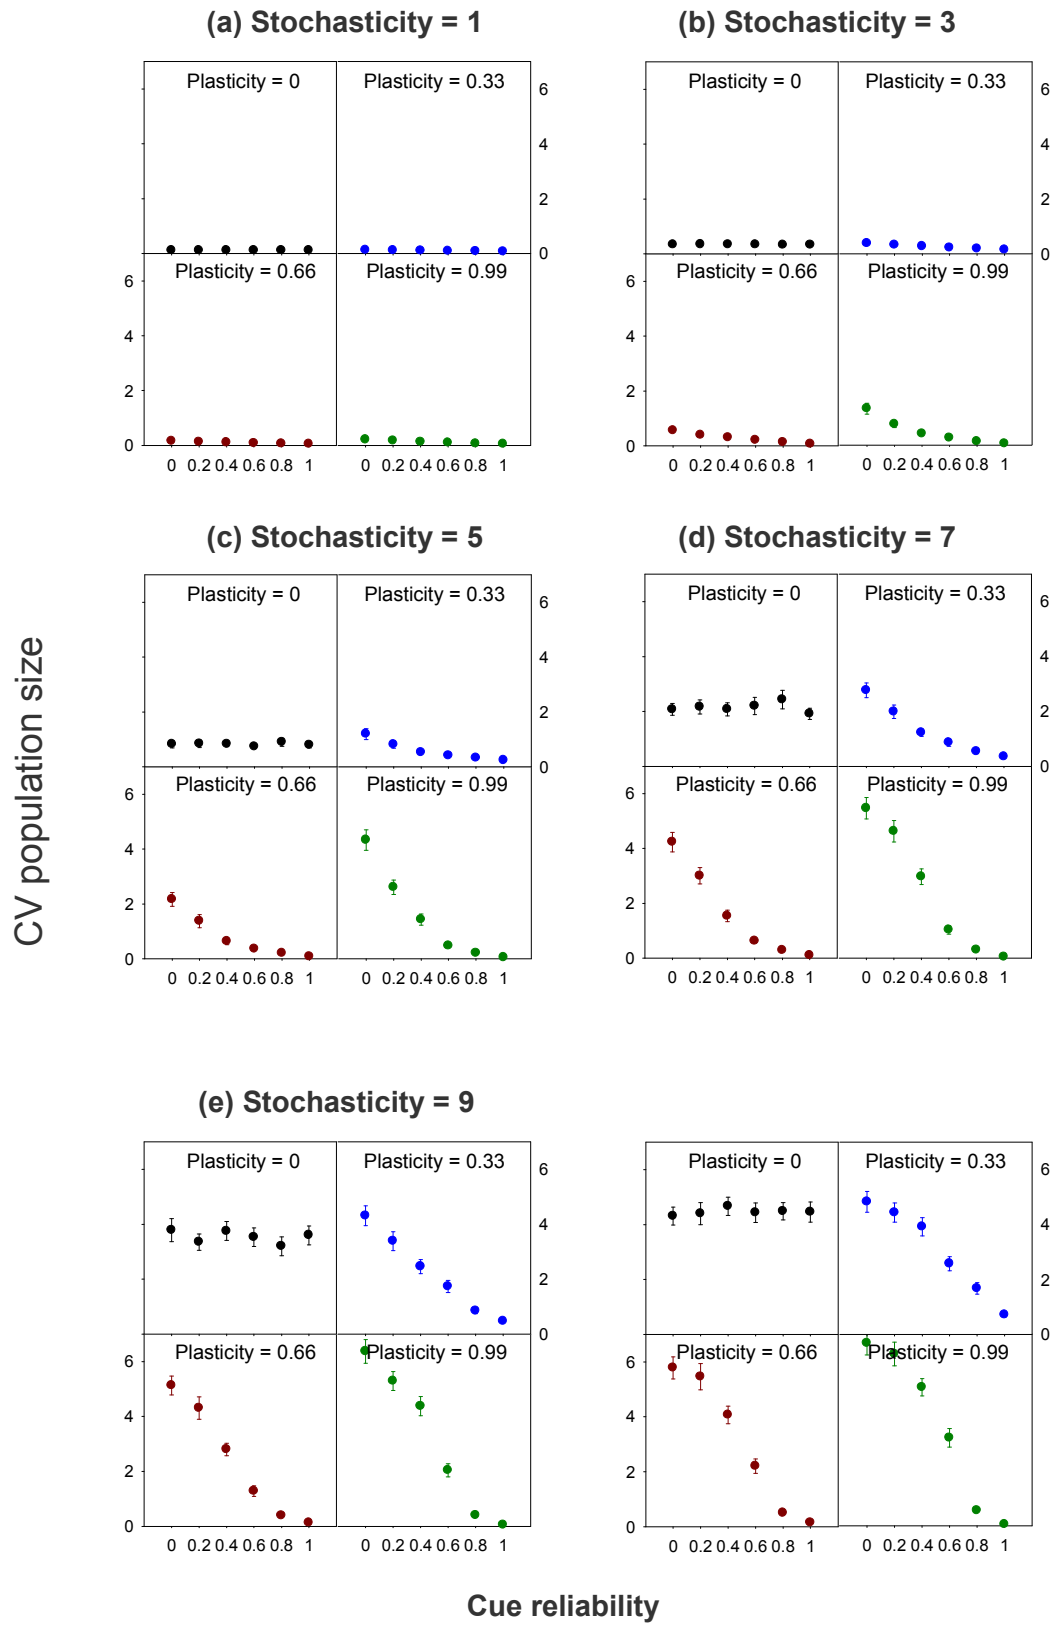 (a) Stochasticity = 1
(b) Stochasticity = 3
Plasticity = 0
Plasticity = 0.33
6
4
2
0
Plasticity = 0.66
Plasticity = 0.99
6
4
2
0
0 0.2 0.4 0.6 0.8 1
0 0.2 0.4 0.6 0.8 1
Plasticity = 0
Plasticity = 0.33
6
4
2
0
Plasticity = 0.66
Plasticity = 0.99
6
4
2
0
0 0.2 0.4 0.6 0.8 1
0 0.2 0.4 0.6 0.8 1
(c) Stochasticity = 5
(d) Stochasticity = 7
CV population size
Plasticity = 0
Plasticity = 0.33
6
4
2
0
Plasticity = 0.66
Plasticity = 0.99
6
4
2
0
0 0.2 0.4 0.6 0.8 1
0 0.2 0.4 0.6 0.8 1
Plasticity = 0
Plasticity = 0.33
6
4
2
0
Plasticity = 0.66
Plasticity = 0.99
6
4
2
0
0 0.2 0.4 0.6 0.8 1
0 0.2 0.4 0.6 0.8 1
(e) Stochasticity = 9
Plasticity = 0
Plasticity = 0.33
6
4
2
0
Plasticity = 0.66
Plasticity = 0.99
6
4
2
0
0 0.2 0.4 0.6 0.8 1
0 0.2 0.4 0.6 0.8 1
Plasticity = 0
Plasticity = 0.33
6
4
2
0
Plasticity = 0.66
Plasticity = 0.99
6
4
2
0
0 0.2 0.4 0.6 0.8 1
0 0.2 0.4 0.6 0.8 1
Cue reliability